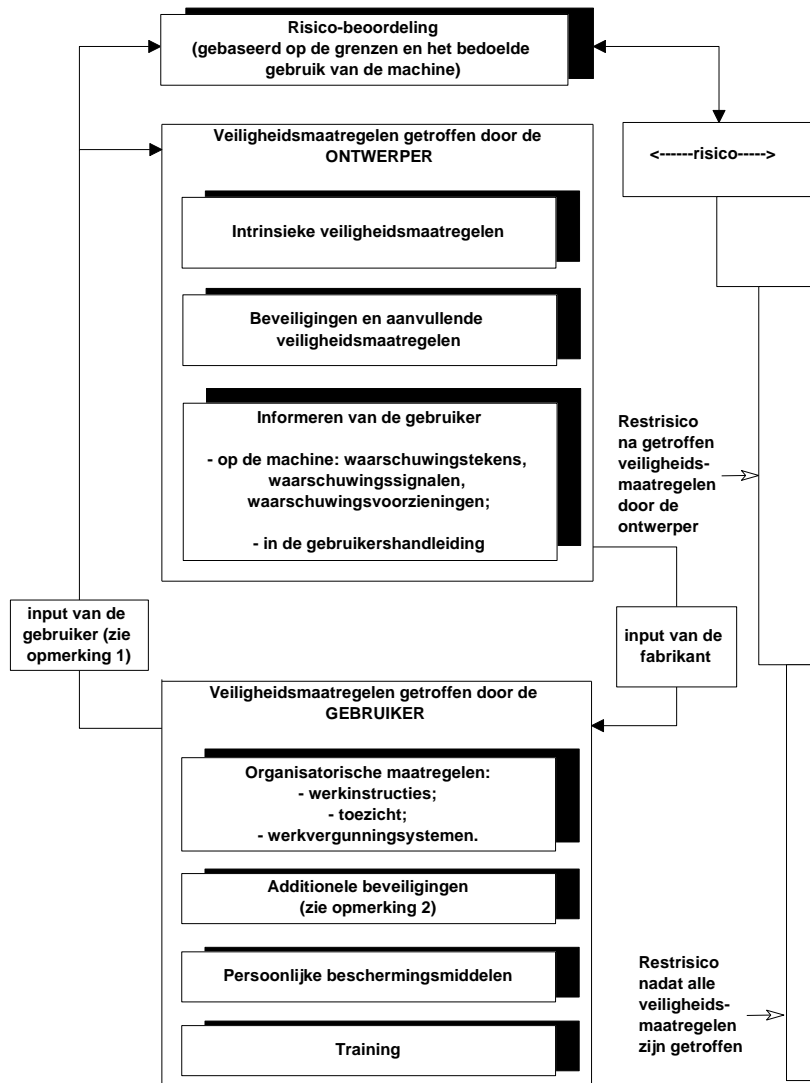 Risico-beoordeling
(gebaseerd op de grenzen en het bedoelde
gebruik van de machine)
Veiligheidsmaatregelen getroffen door de
ONTWERPER
<------risico----->
Intrinsieke veiligheidsmaatregelen
Beveiligingen en aanvullende
veiligheidsmaatregelen
Informeren van de gebruiker
- op de machine: waarschuwingstekens,
waarschuwingssignalen,
waarschuwingsvoorzieningen;
- in de gebruikershandleiding
Restrisico
na getroffen
veiligheids-
maatregelen
door de
ontwerper
input van de
gebruiker (zie
opmerking 1)
input van de
fabrikant
Veiligheidsmaatregelen getroffen door de
GEBRUIKER
Organisatorische maatregelen:
- werkinstructies;
- toezicht;
- werkvergunningsystemen.
Additionele beveiligingen
(zie opmerking 2)
Persoonlijke beschermingsmiddelen
Training
Restrisico
nadat alle
veiligheids-
maatregelen
zijn getroffen